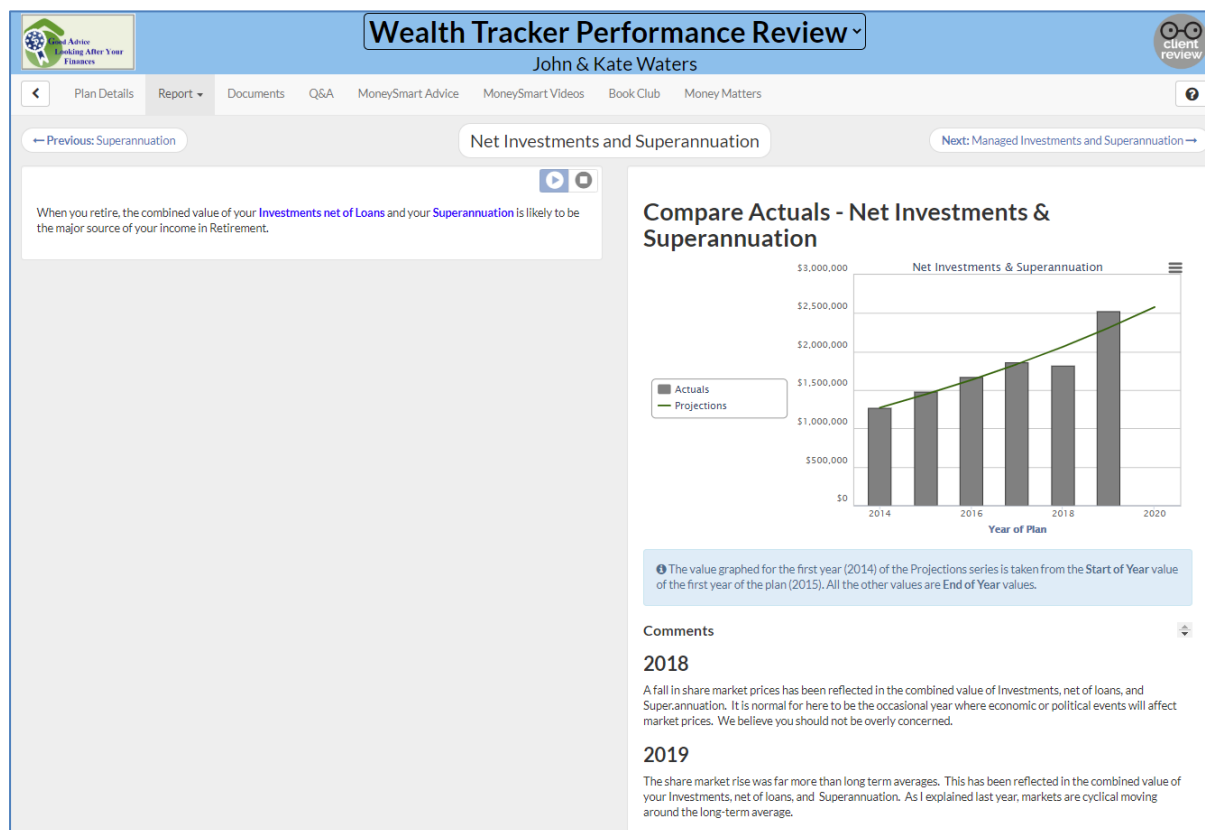 Good Advice
Looking After Your
Finances
Wealth Tracker Performance Review
John & Kate Waters
client
review
Plan Details
Report
Documents
Q&A
MoneySmart Advice
MoneySmart Videos
Book Club
Money Matters
Previous: Superannuation
Net Investments and Superannuation
Next: Managed Investments and Superannuation
When you retire, the combined value of your Investments net of Loans and your Superannuation is likely to be
the major source of your income in Retirement.
Compare Actuals - Net Investments &
Superannuation
Net Investments & Superannuation
$3,000,000
$2,500,000
$2,000,000
$1,500,000
$1,000,000
$500,000
$0
Actuals
Projections
2014
2016
2018
2020
Year of Plan
The value graphed for the first year (2014) of the Projections series is taken from the Start of Year value
of the first year of the plan (2015). All the other values are End of Year values.
Comments
2018
A fall in share market prices has been reflected in the combined value of Investments, net of loans, and
Super.annuation. It is normal for here to be the occasional year where economic or political events will affect
market prices. We believe you should not be overly concerned.
2019
The share market rise was far more than long term averages. This has been reflected in the combined value of
your Investments, net of loans, and Superannuation. As I explained last year, markets are cyclical moving
around the long-term average.